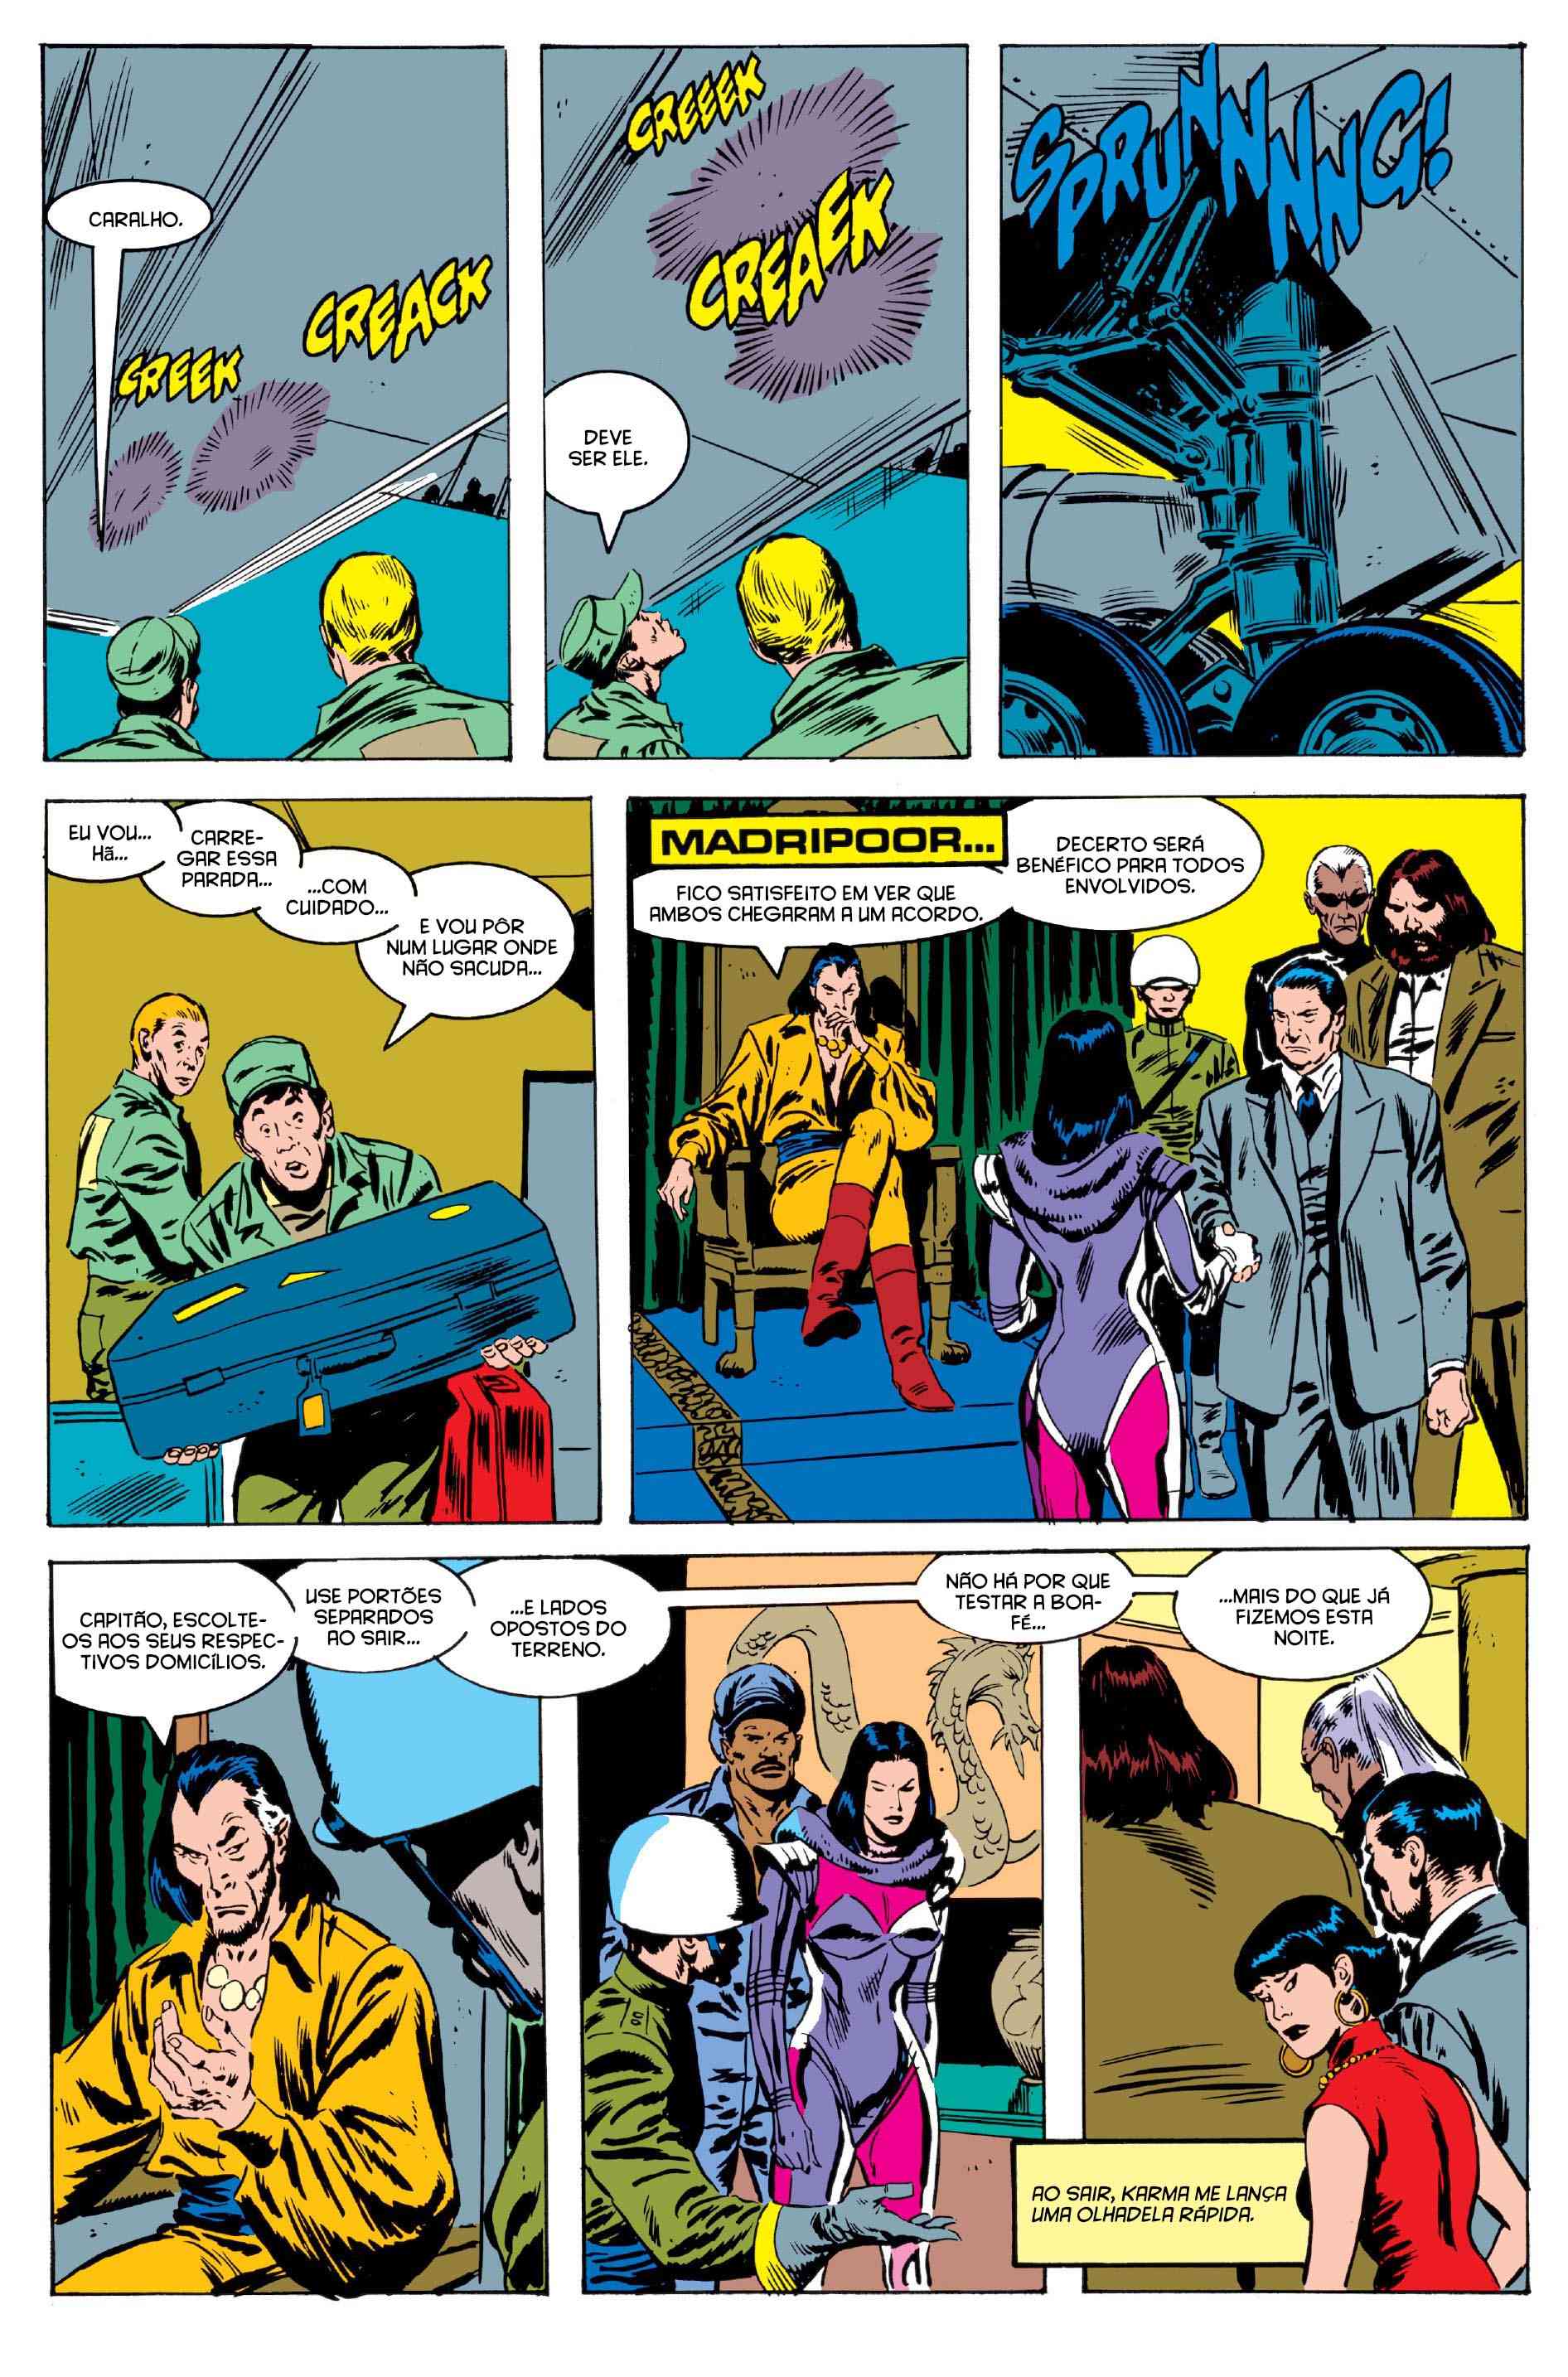 CARALHO.
CREEK
CREACK
CREEEK
CREAEK
DEVE
SER ELE.
SPRUNNNNNG!
EU VOU...
HÃ...
CARRE-
GAR ESSA
PARADA...
...COM
CUIDADO...
E VOU PÔR
NUM LUGAR ONDE
NÃO SACUDA...
MADRIPOOR...
FICO SATISFEITO EM VER QUE
AMBOS CHEGARAM A UM ACORDO.
DECERTO SERÁ
BENÉFICO PARA TODOS
ENVOLVIDOS.
CAPITÃO, ESCOLTE-
OS AOS SEUS RESPEC-
TIVOS DOMICÍLIOS.
USE PORTÕES
SEPARADOS
AO SAIR...
...E LADOS
OPOSTOS DO
TERRENO.
NÃO HÁ POR QUE
TESTAR A BOA-
FÉ...
...MAIS DO QUE JÁ
FIZEMOS ESTA
NOITE.
AO SAIR, KARMA ME LANÇA
UMA OLHADELA RÁPIDA.